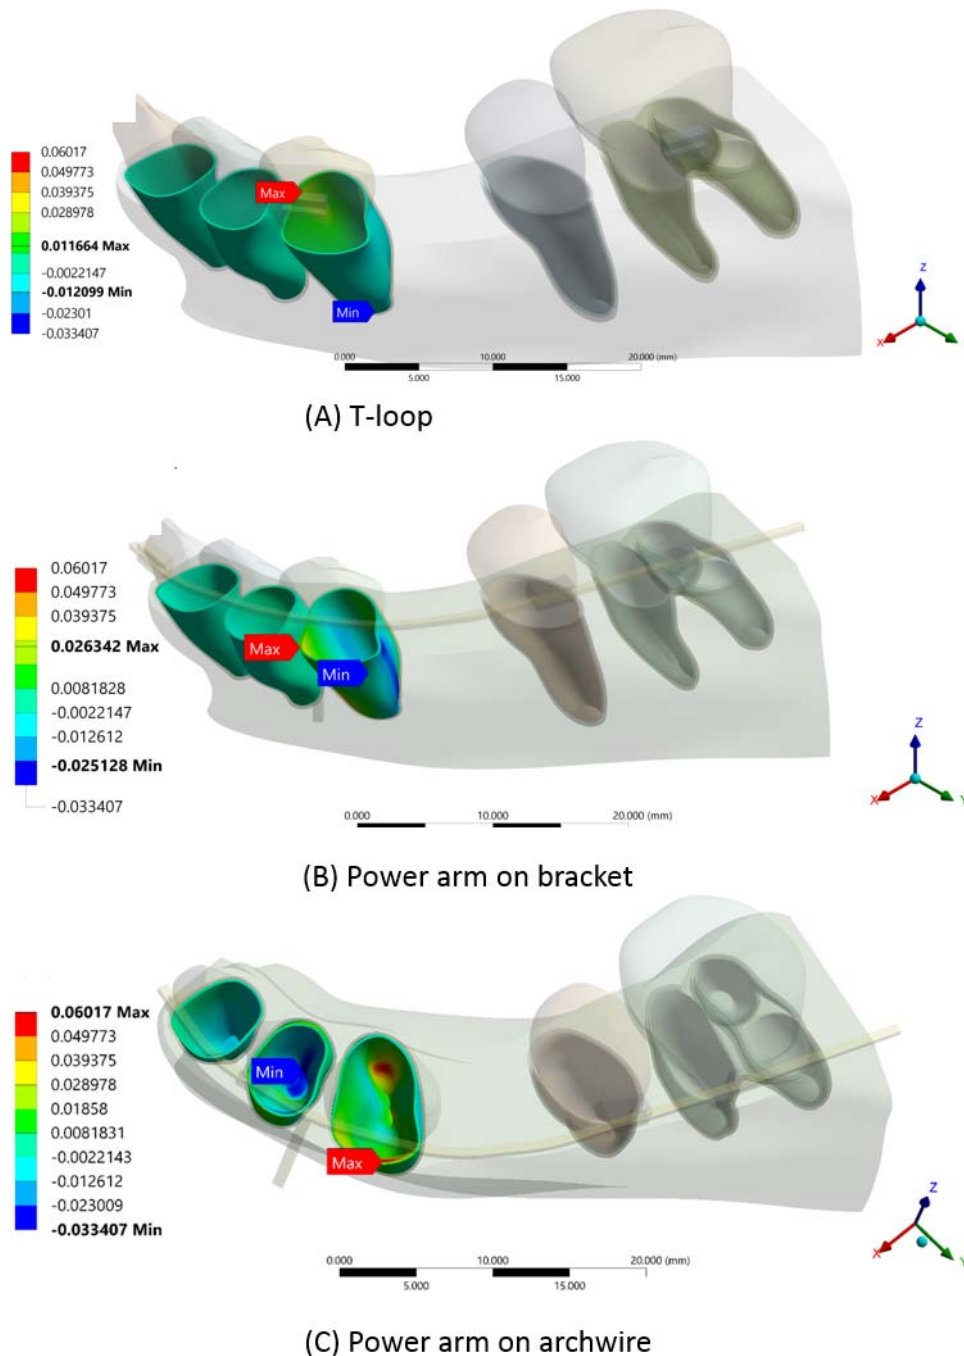 0.06017
0.049773
0.039375
0.028978
0.011664 Max
-0.0022147
-0.012099 Min
-0.02301
-0.033407
Max
Min
Z
X
0.000 10.000 20.000 (mm)
5.000 15.000
(A) T-loop
0.06017
0.049773
0.039375
0.026342 Max
0.0081828
-0.0022147
-0.012612
-0.025128 Min
-0.033407
Max
Min
Z
X Y
0.000 10.000 20.000 (mm)
(B) Power arm on bracket
0.06017 Max
0.049773
0.039375
0.028978
0.01858
0.0081831
-0.0022143
-0.012612
-0.023009
-0.033407 Min
Min
Max
Z
X Y
0.000 10.000 20.000 (mm)
5.000 15.000
(C) Power arm on archwire